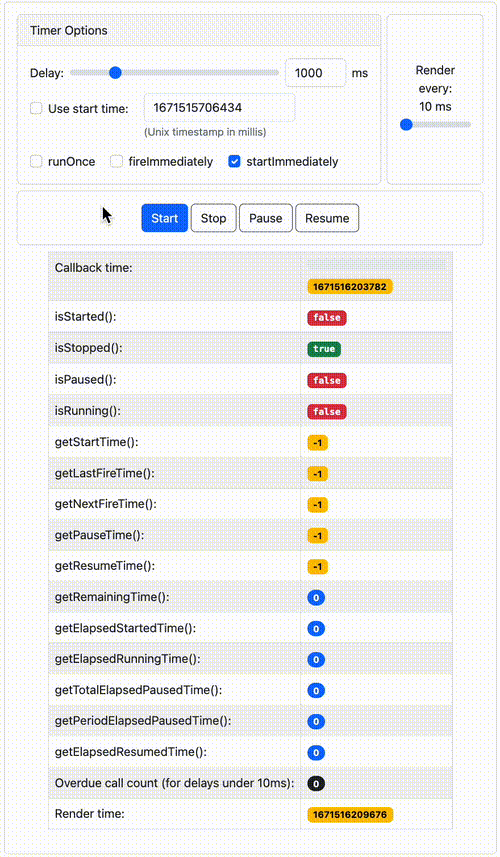 Timer Options
Delay: 1000 ms
Use start time: 1671515706434
(Unix timestamp in millis)
runOnce fireImmediately startImmediately
Render
every:
10 ms
Start Stop Pause Resume
Callback time: 1671516203782
isStarted(): false
isStopped(): true
isPaused(): false
isRunning(): false
getStartTime(): -1
getLastFireTime(): -1
getNextFireTime(): -1
getPauseTime(): -1
getResumeTime(): -1
getRemainingTime(): 0
getElapsedStartedTime(): 0
getElapsedRunningTime(): 0
getTotalElapsedPausedTime(): 0
getPeriodElapsedPausedTime(): 0
getElapsedResumedTime(): 0
Overdue call count (for delays under 10ms): 0
Render time: 1671516209676